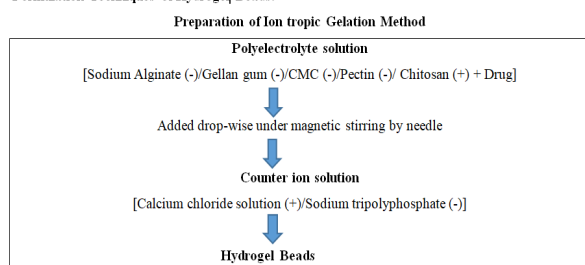 Preparation of Ion tropic Gelation Method
Polyelectrolyte solution
[Sodium Alginate (-)/Gellan gum (-)/CMC (-)/Pectin (-)/ Chitosan (+) + Drug]
Added drop-wise under magnetic stirring by needle
Counter ion solution
[Calcium chloride solution (+)/Sodium tripolyphosphate (-)]
Hydrogel Beads